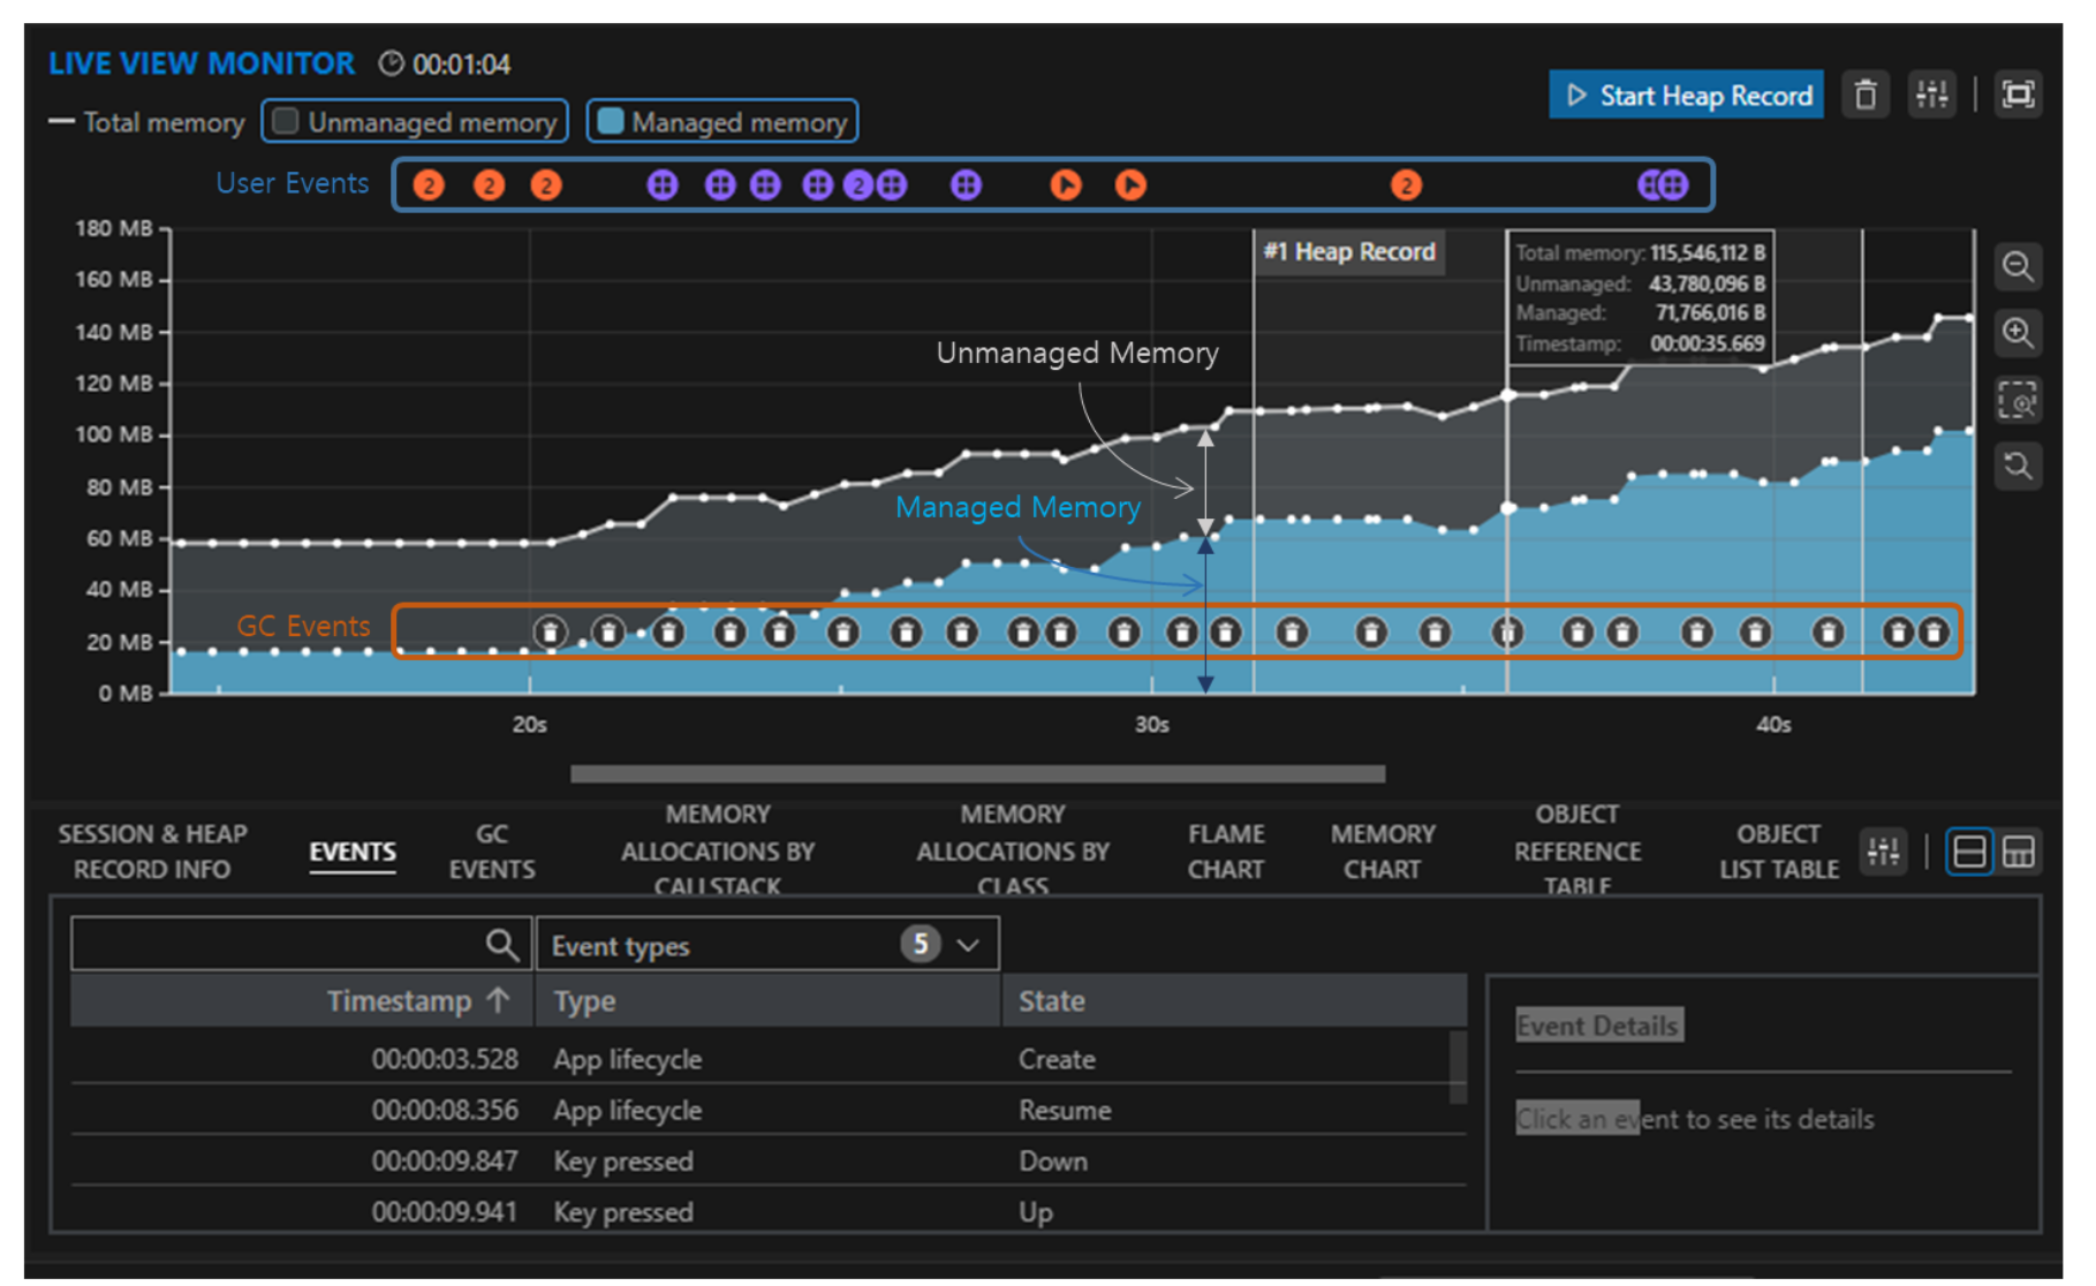 LIVE VIEW MONITOR 00:01:04
Start Heap Record
Total memory Unmanaged memory Managed memory
User Events 2 2 2 2 2
180 MB
#1 Heap Record
Total memory: 115,546,112 B
Unmanaged: 43,780,096 B
Managed: 71,766,016 B
Timestamp: 00:00:35.669
160 MB
140 MB
Unmanaged Memory
120 MB
100 MB
80 MB
Managed Memory
60 MB
40 MB
GC Events
20 MB
0 MB
20s 30s 40s
SESSION & HEAP RECORD INFO
EVENTS
GC EVENTS
MEMORY ALLOCATIONS BY CALLSTACK
MEMORY ALLOCATIONS BY CLASS
FLAME CHART
MEMORY CHART
OBJECT REFERENCE TABLE
OBJECT LIST TABLE
Event types 5
Timestamp Type State
00:00:03.528 App lifecycle Create
00:00:08.356 App lifecycle Resume
00:00:09.847 Key pressed Down
00:00:09.941 Key pressed Up
Event Details
Click an event to see its details